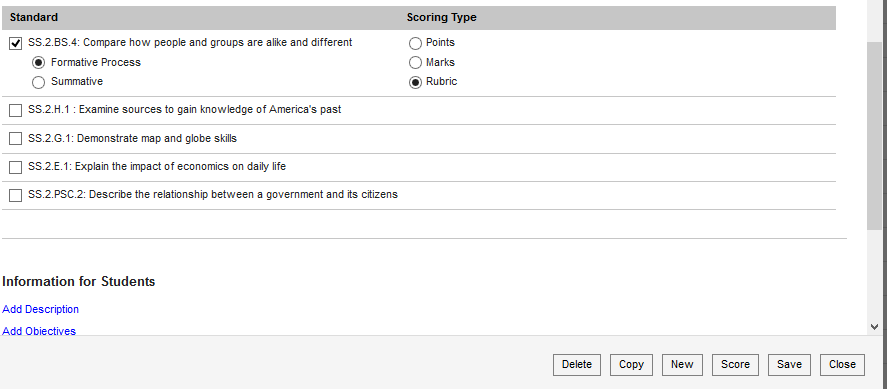 Standard Scoring Type
SS.2.BS.4: Compare how people and groups are alike and different Points
Formative Process Marks
Summative Rubric
SS.2.H.1 : Examine sources to gain knowledge of America's past
SS.2.G.1: Demonstrate map and globe skills
SS.2.E.1: Explain the impact of economics on daily life
SS.2.PSC.2: Describe the relationship between a government and its citizens
Information for Students
Add Description
Add Objectives
Delete Copy New Score Save Close